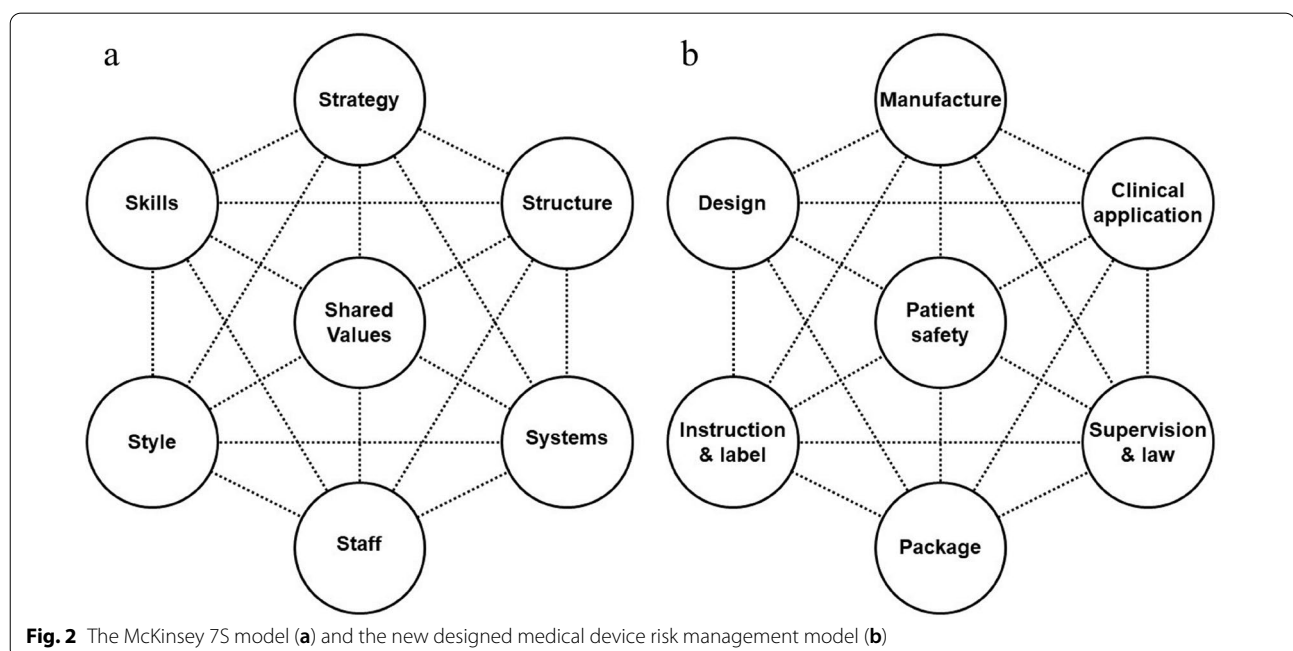 a
Strategy
Skills
Structure
Shared
Values
Style
Systems
Staff
b
Manufacture
Design
Clinical
application
Patient
safety
Instruction
& label
Supervision
& law
Package
Fig. 2 The McKinsey 7S model (a) and the new designed medical device risk management model (b)